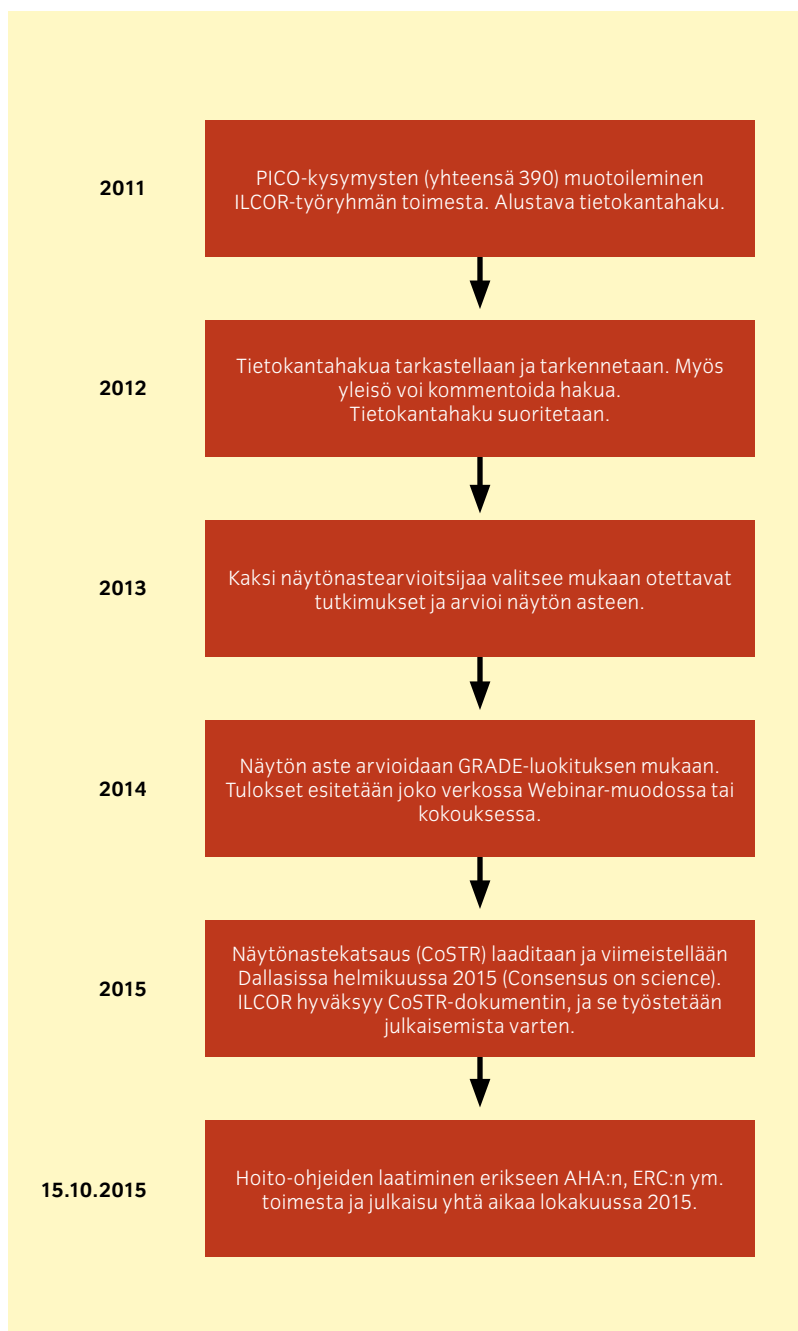 2011
PICO-kysymysten (yhteensä 390) muotoileminen
ILCOR-työryhmän toimesta. Alustava tietokantahaku.
2012
Tietokantahakua tarkastellaan ja tarkennetaan. Myös
yleisö voi kommentoida hakua.
Tietokantahaku suoritetaan.
2013
Kaksi näytönastearvioitsijaa valitsee mukaan otettavat
tutkimukset ja arvioi näytön asteen.
2014
Näytön aste arvioidaan GRADE-luokituksen mukaan.
Tulokset esitetään joko verkossa Webinar-muodossa tai
kokouksessa.
2015
Näytönastekatsaus (CoSTR) laaditaan ja viimeistellään
Dallasissa helmikuussa 2015 (Consensus on science).
ILCOR hyväksyy CoSTR-dokumentin, ja se työstetään
julkaisemista varten.
15.10.2015
Hoito-ohjeiden laatiminen erikseen AHA:n, ERC:n ym.
toimesta ja julkaisu yhtä aikaa lokakuussa 2015.